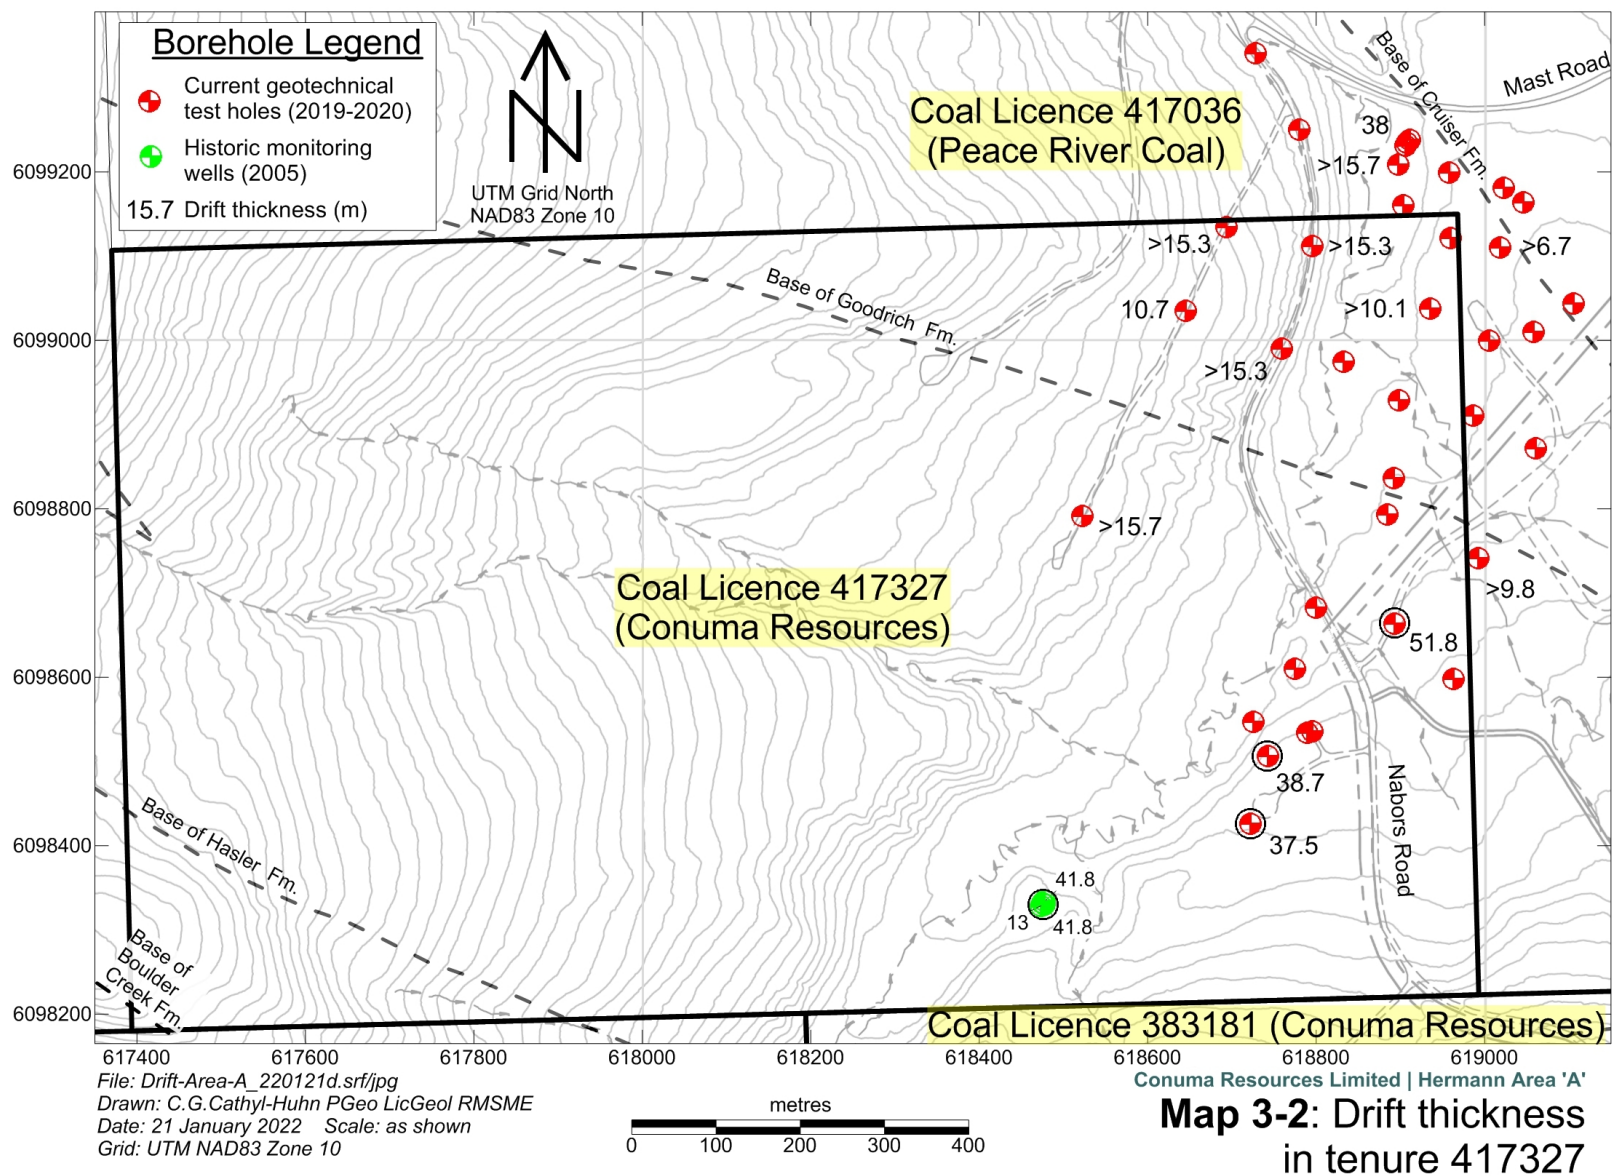 Borehole Legend
Current geotechnical
test holes (2019-2020)
Historic monitoring
wells (2005)
15.7 Drift thickness (m)
N
UTM Grid North
NAD83 Zone 10
Coal Licence 417036
(Peace River Coal)
Mast Road
Base of Cruiser Fm.
38
>15.7
>15.3
>15.3
>6.7
Base of Goodrich Fm.
10.7
>10.1
>15.3
>15.7
Coal Licence 417327
(Conuma Resources)
>9.8
51.8
38.7
37.5
Nabors Road
41.8
13
41.8
Base of Hasler Fm.
Base of
Boulder
Creek Fm.
Coal Licence 383181 (Conuma Resources)
6099200
6099000
6098800
6098600
6098400
6098200
617400 617600 617800 618000 618200 618400 618600 618800 619000
File: Drift-Area-A_220121d.srf/jpg
Drawn: C.G.Cathyl-Huhn PGeo LicGeol RMSME
Date: 21 January 2022 Scale: as shown
Grid: UTM NAD83 Zone 10
metres
0 100 200 300 400
Conuma Resources Limited | Hermann Area 'A'
Map 3-2: Drift thickness
in tenure 417327